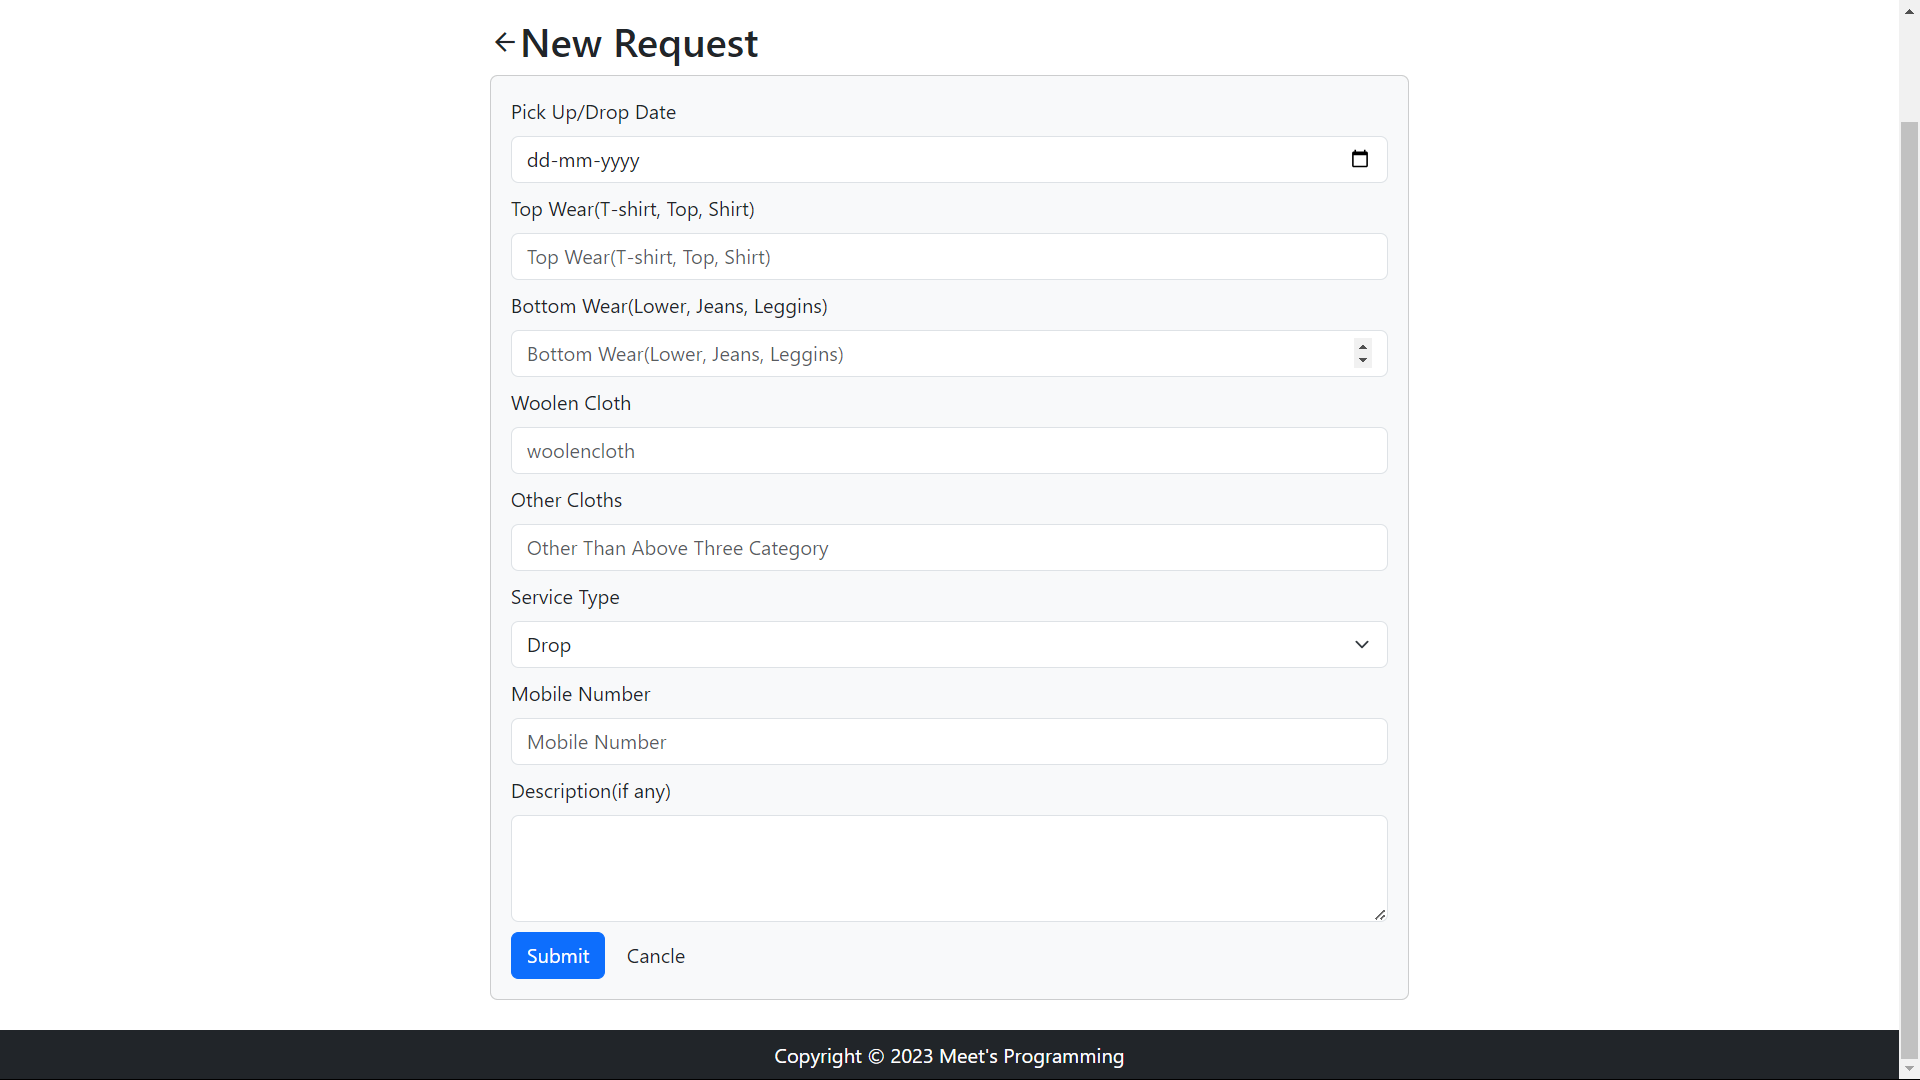 New Request
Pick Up/Drop Date
dd-mm-yyyy
Top Wear(T-shirt, Top, Shirt)
Top Wear(T-shirt, Top, Shirt)
Bottom Wear(Lower, Jeans, Leggins)
Bottom Wear(Lower, Jeans, Leggins)
Woolen Cloth
woolencloth
Other Cloths
Other Than Above Three Category
Service Type
Drop
Mobile Number
Mobile Number
Description(if any)
Submit Cancle
Copyright © 2023 Meet's Programming